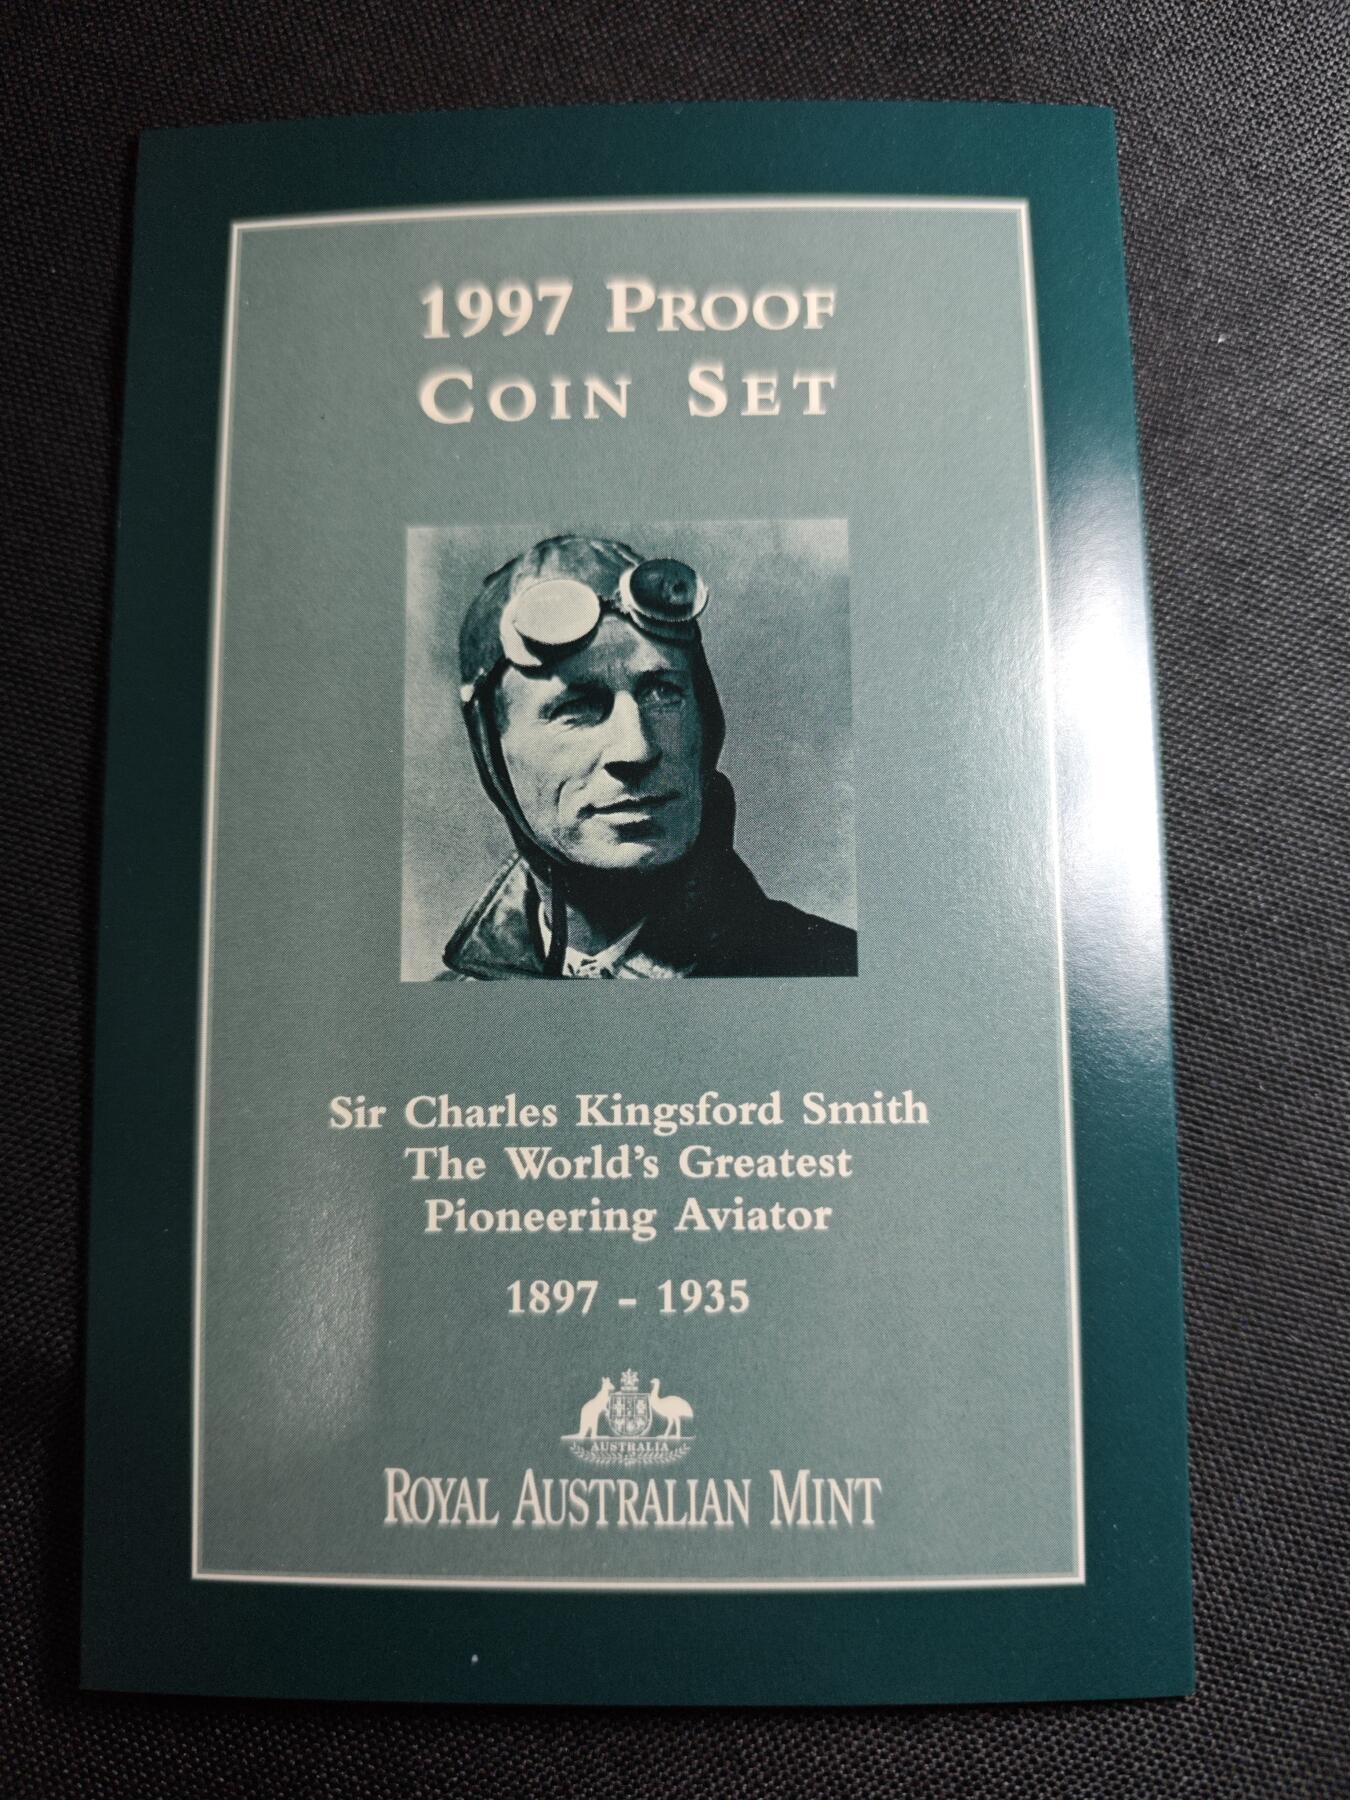 1997 PROOF
COIN SET
Sir Charles Kingsford Smith
The World's Greatest
Pioneering Aviator
1897 - 1935
AUSTRALIA
ROYAL AUSTRALIAN MINT